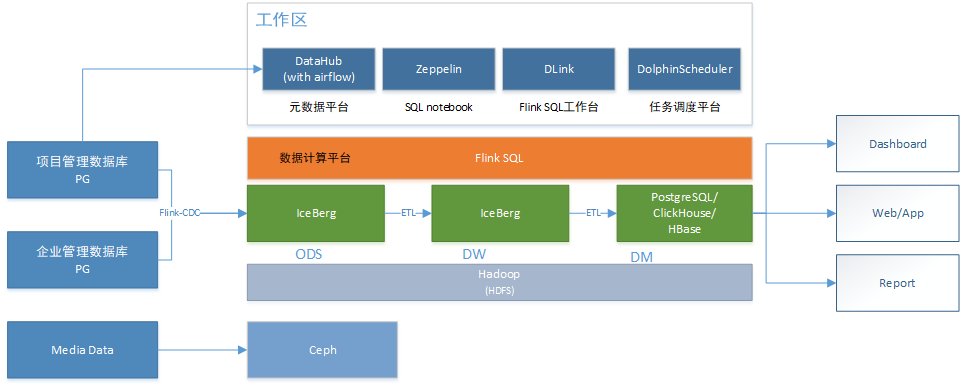 工作区
DataHub
(with airflow)
Zeppelin
DLink
DolphinScheduler
元数据平台
SQL notebook
Flink SQL工作台
任务调度平台
项目管理数据库
PG
数据计算平台
Flink SQL
Dashboard
Flink-CDC
IceBerg
ETL
IceBerg
ETL
PostgreSQL/
ClickHouse/
HBase
Web/App
企业管理数据库
PG
ODS
DW
DM
Hadoop
(HDFS)
Report
Media Data
Ceph